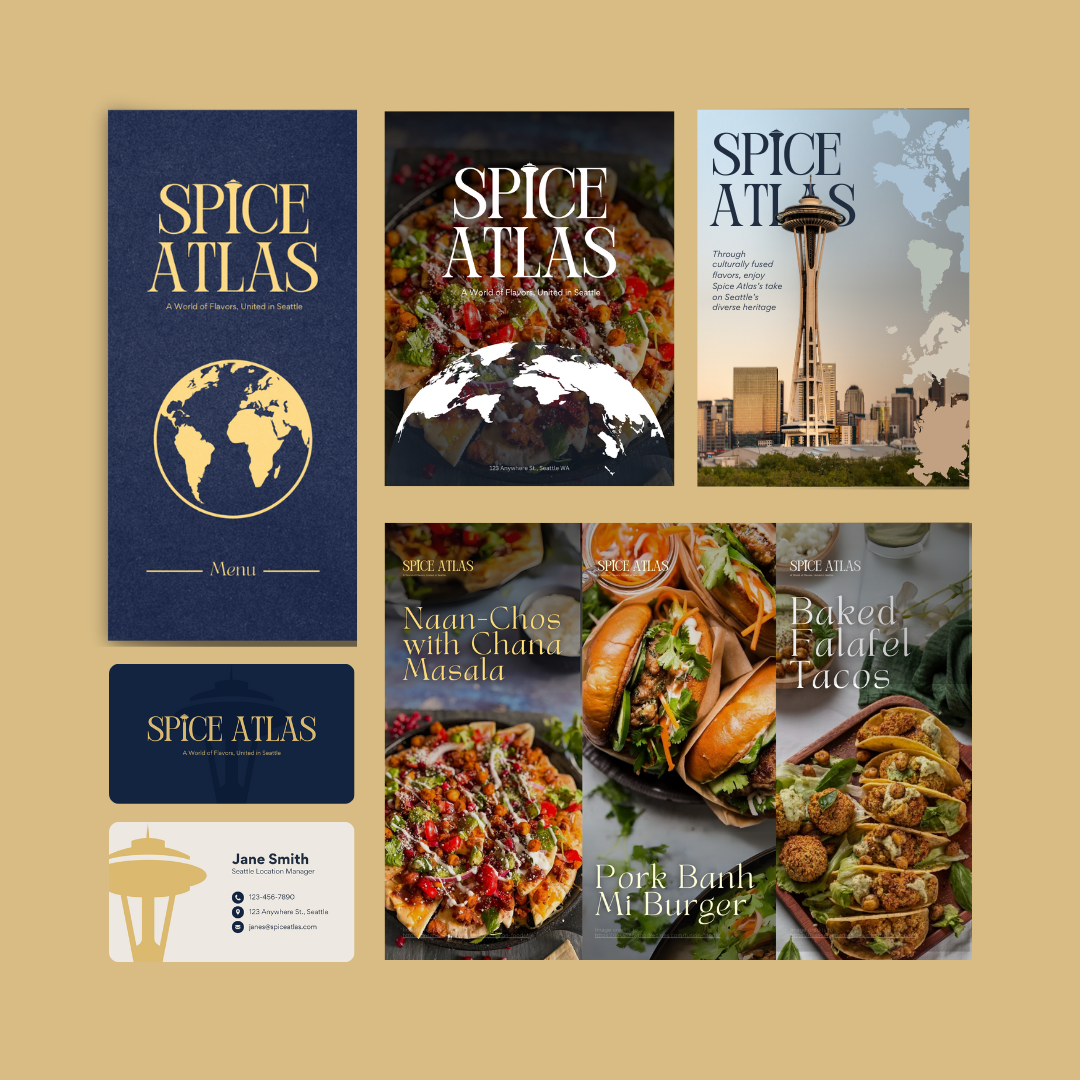 SPICE
ATLAS
A World of Flavors, United in Seattle
Menu
SPICE
ATLAS
A World of Flavors, United in Seattle
123 Anywhere St., Seattle WA
SPICE
ATLAS
Through
culturally fused
flavors, enjoy
Spice Atlas's take
on Seattle's
diverse heritage
SPICE ATLAS
A World of Flavors, United in Seattle
Jane Smith
Seattle Location Manager
123-456-7890
123 Anywhere St., Seattle
janes@spiceatlas.com
SPICE ATLAS
Naan-Chos
with Chana
Masala
SPICE ATLAS
Pork Banh
Mi Burger
SPICE ATLAS
Baked
Falafel
Tacos